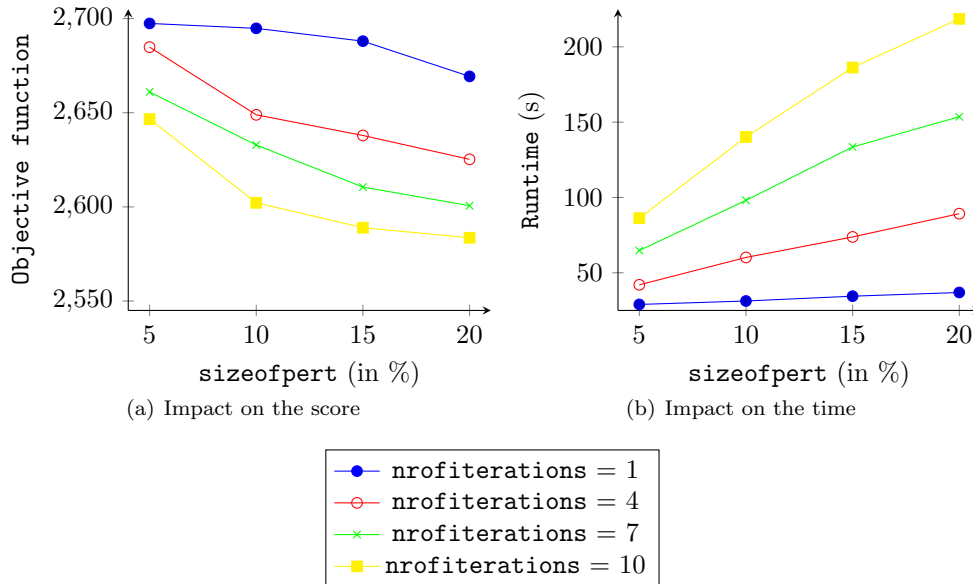 2,700
2,650
2,600
2,550
Objective function
5 10 15 20
sizeofpert (in %)
(a) Impact on the score
200
150
100
50
Runtime (s)
5 10 15 20
sizeofpert (in %)
(b) Impact on the time
nrofiterations = 1
nrofiterations = 4
nrofiterations = 7
nrofiterations = 10